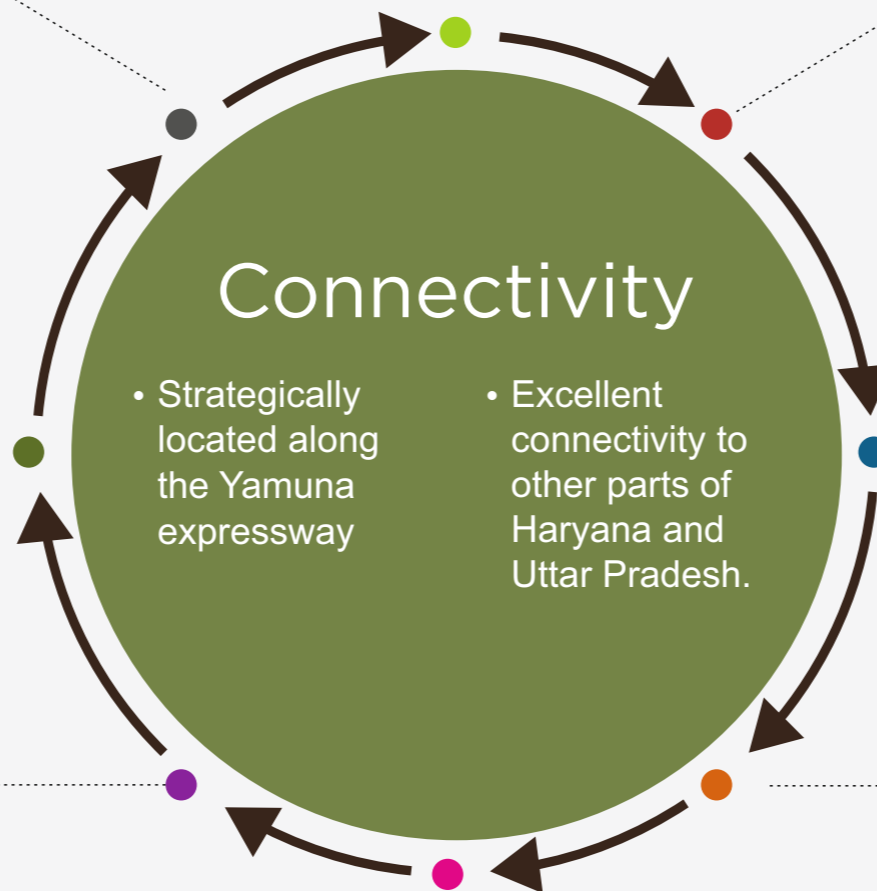 Connectivity
• Strategically
located along
the Yamuna
expressway
• Excellent
connectivity to
other parts of
Haryana and
Uttar Pradesh.